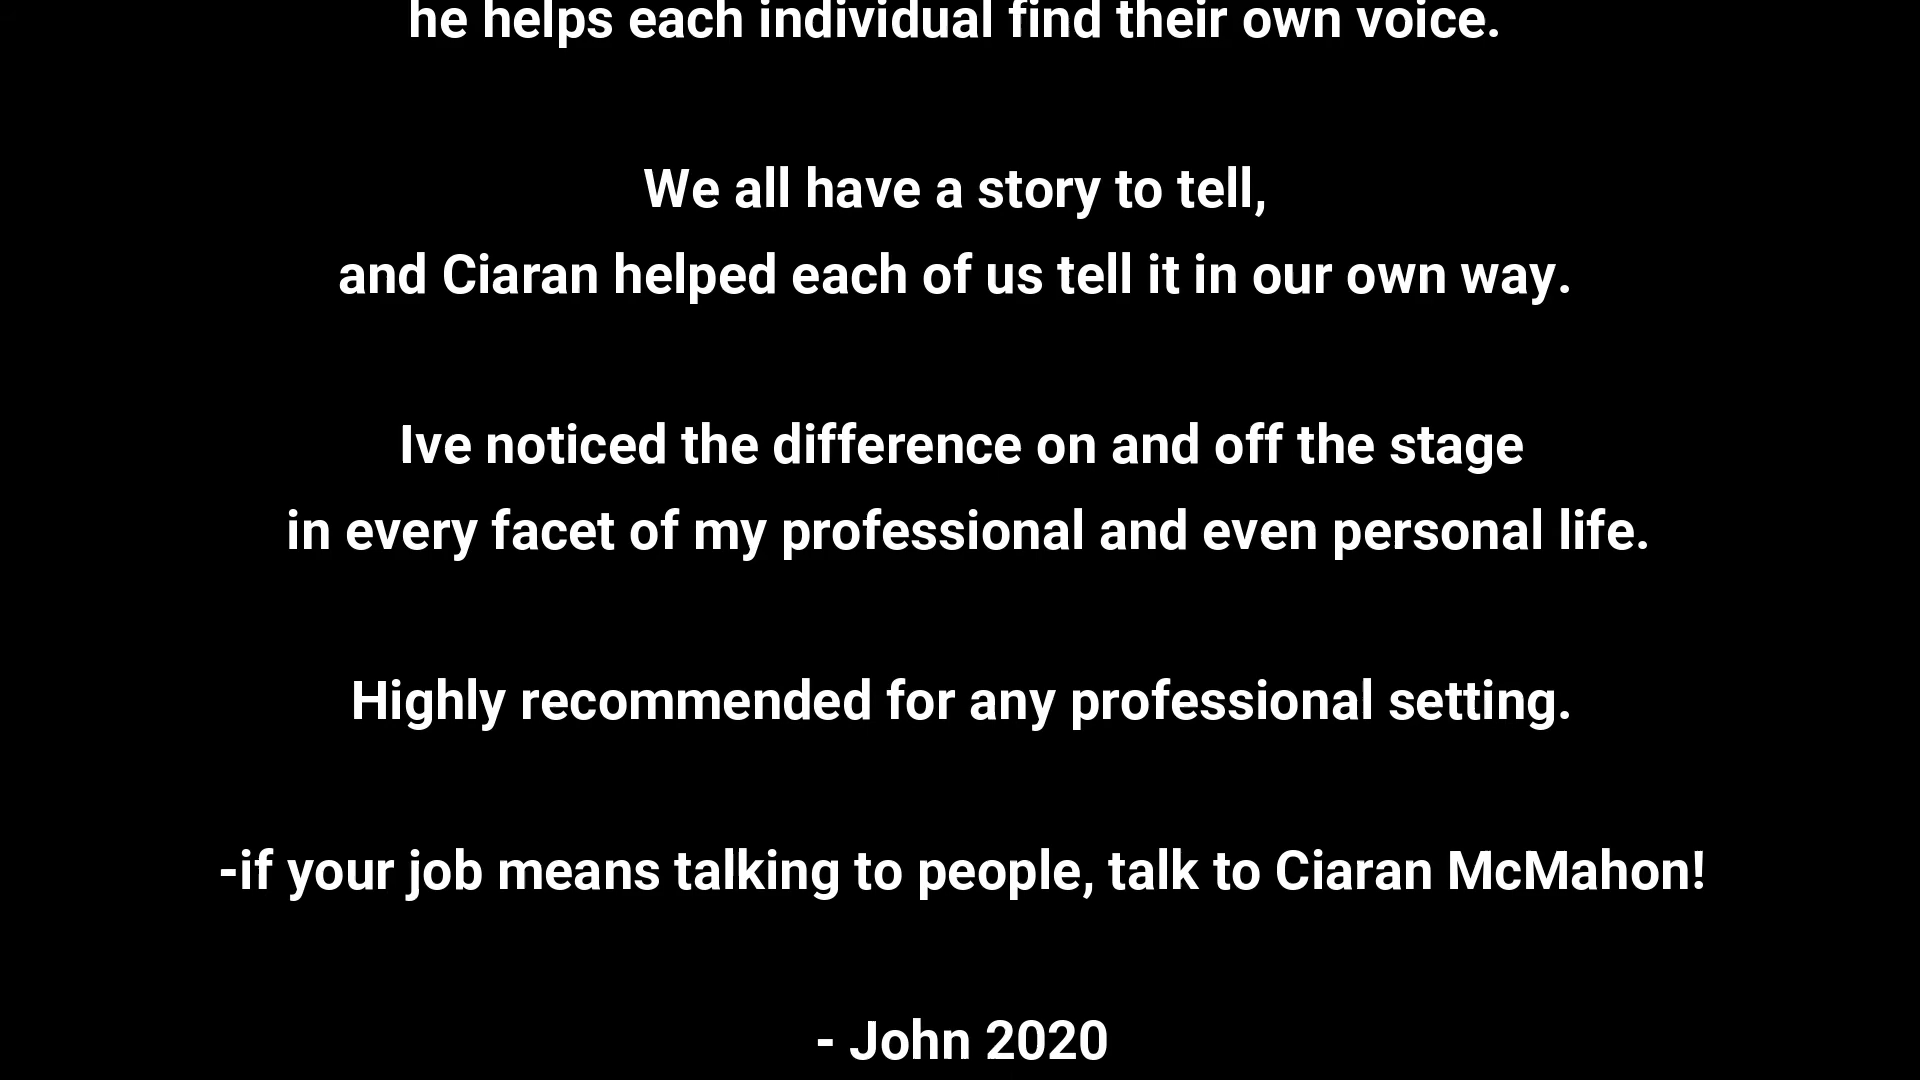 he helps each individual find their own voice.
We all have a story to tell,
and Ciaran helped each of us tell it in our own way.
Ive noticed the difference on and off the stage
in every facet of my professional and even personal life.
Highly recommended for any professional setting.
-if your job means talking to people, talk to Ciaran McMahon!
- John 2020